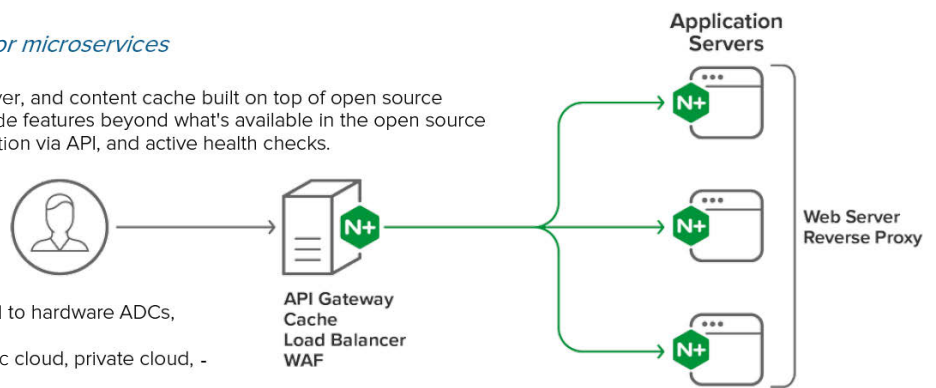 Application
Servers
or microservices
ver, and content cache built on top of open source
de features beyond what's available in the open source
tion via API, and active health checks.
N+
N+
N+
Web Server
Reverse Proxy
API Gateway
Cache
Load Balancer
WAF
l to hardware ADCs,
c cloud, private cloud, -
N+